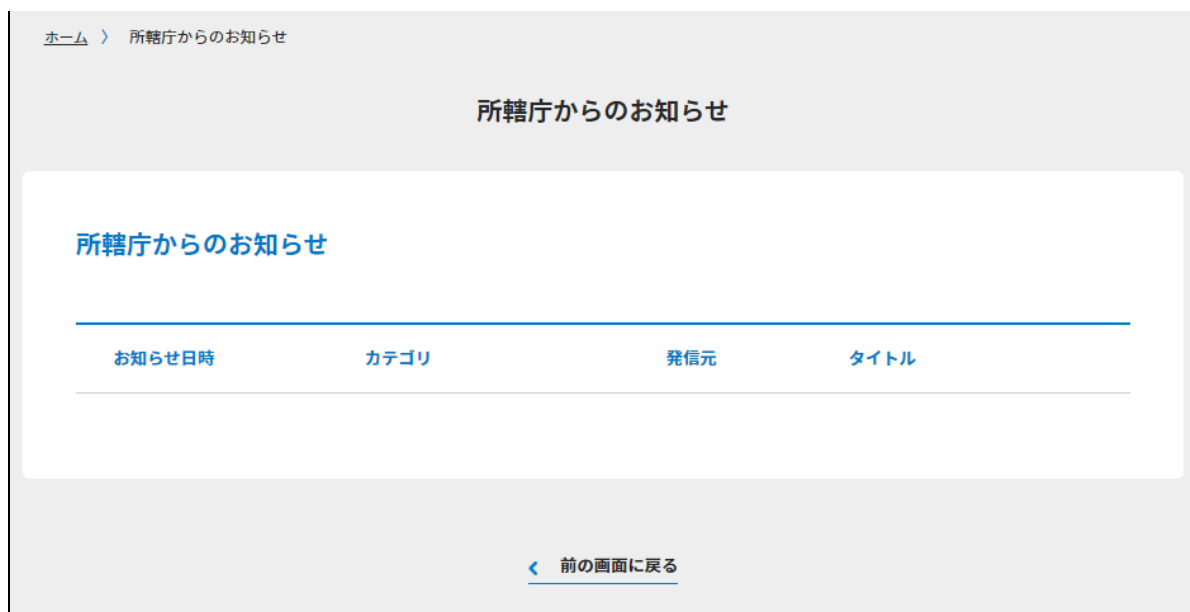 ホーム 〉 所轄庁からのお知らせ
所轄庁からのお知らせ
所轄庁からのお知らせ
お知らせ日時 カテゴリ 発信元 タイトル
前の画面に戻る